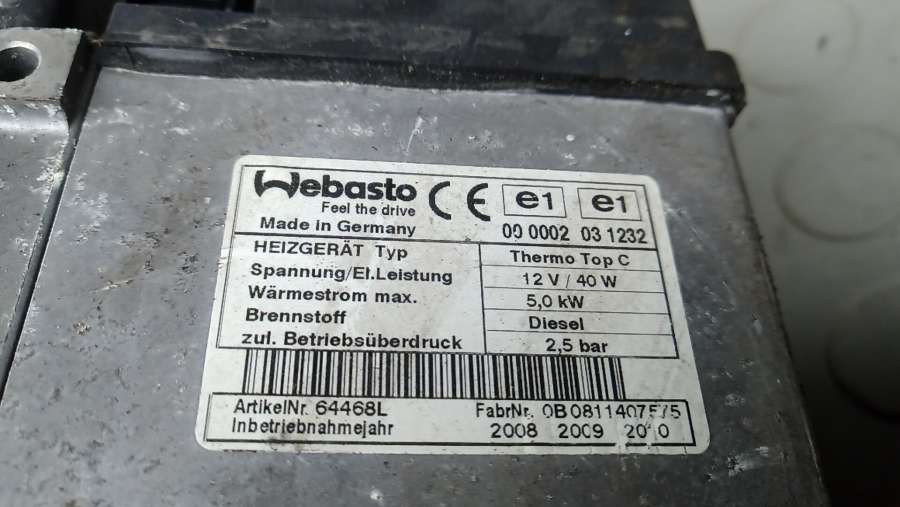 Webasto
Feel the drive
Made in Germany
CE e1 e1
00 0002 03 1232
HEIZGERÄT Typ Thermo Top C
Spannung/El.Leistung 12 V / 40 W
Wärmestrom max. 5,0 kW
Brennstoff Diesel
zul. Betriebsüberdruck 2,5 bar
ArtikelNr. 64468L FabrNr. 0B0811407575
Inbetriebnahmejahr 2008 2009 2010